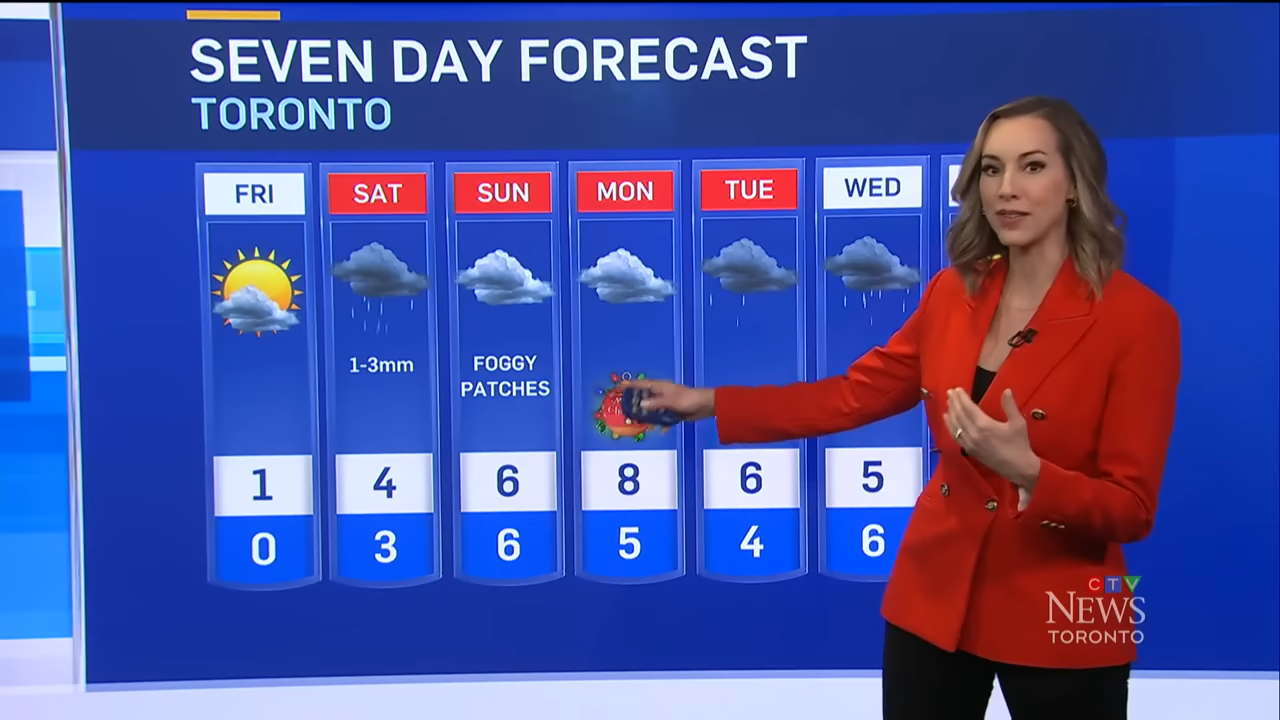 SEVEN DAY FORECAST
TORONTO
FRI
SAT
SUN
MON
TUE
WED
1-3mm
FOGGY
PATCHES
1
4
6
8
6
5
0
3
6
5
4
6
CTV
NEWS
TORONTO